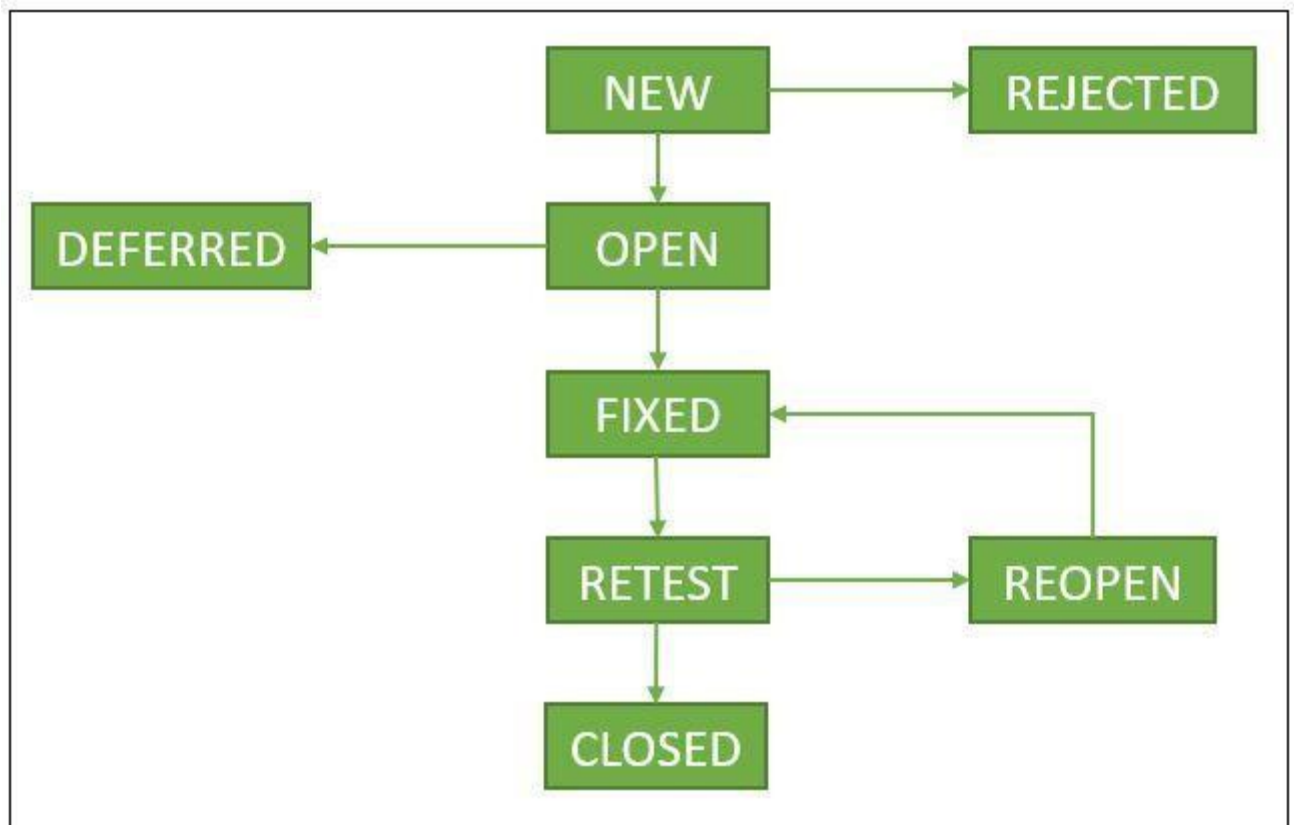 NEW
REJECTED
DEFERRED
OPEN
FIXED
RETEST
REOPEN
CLOSED